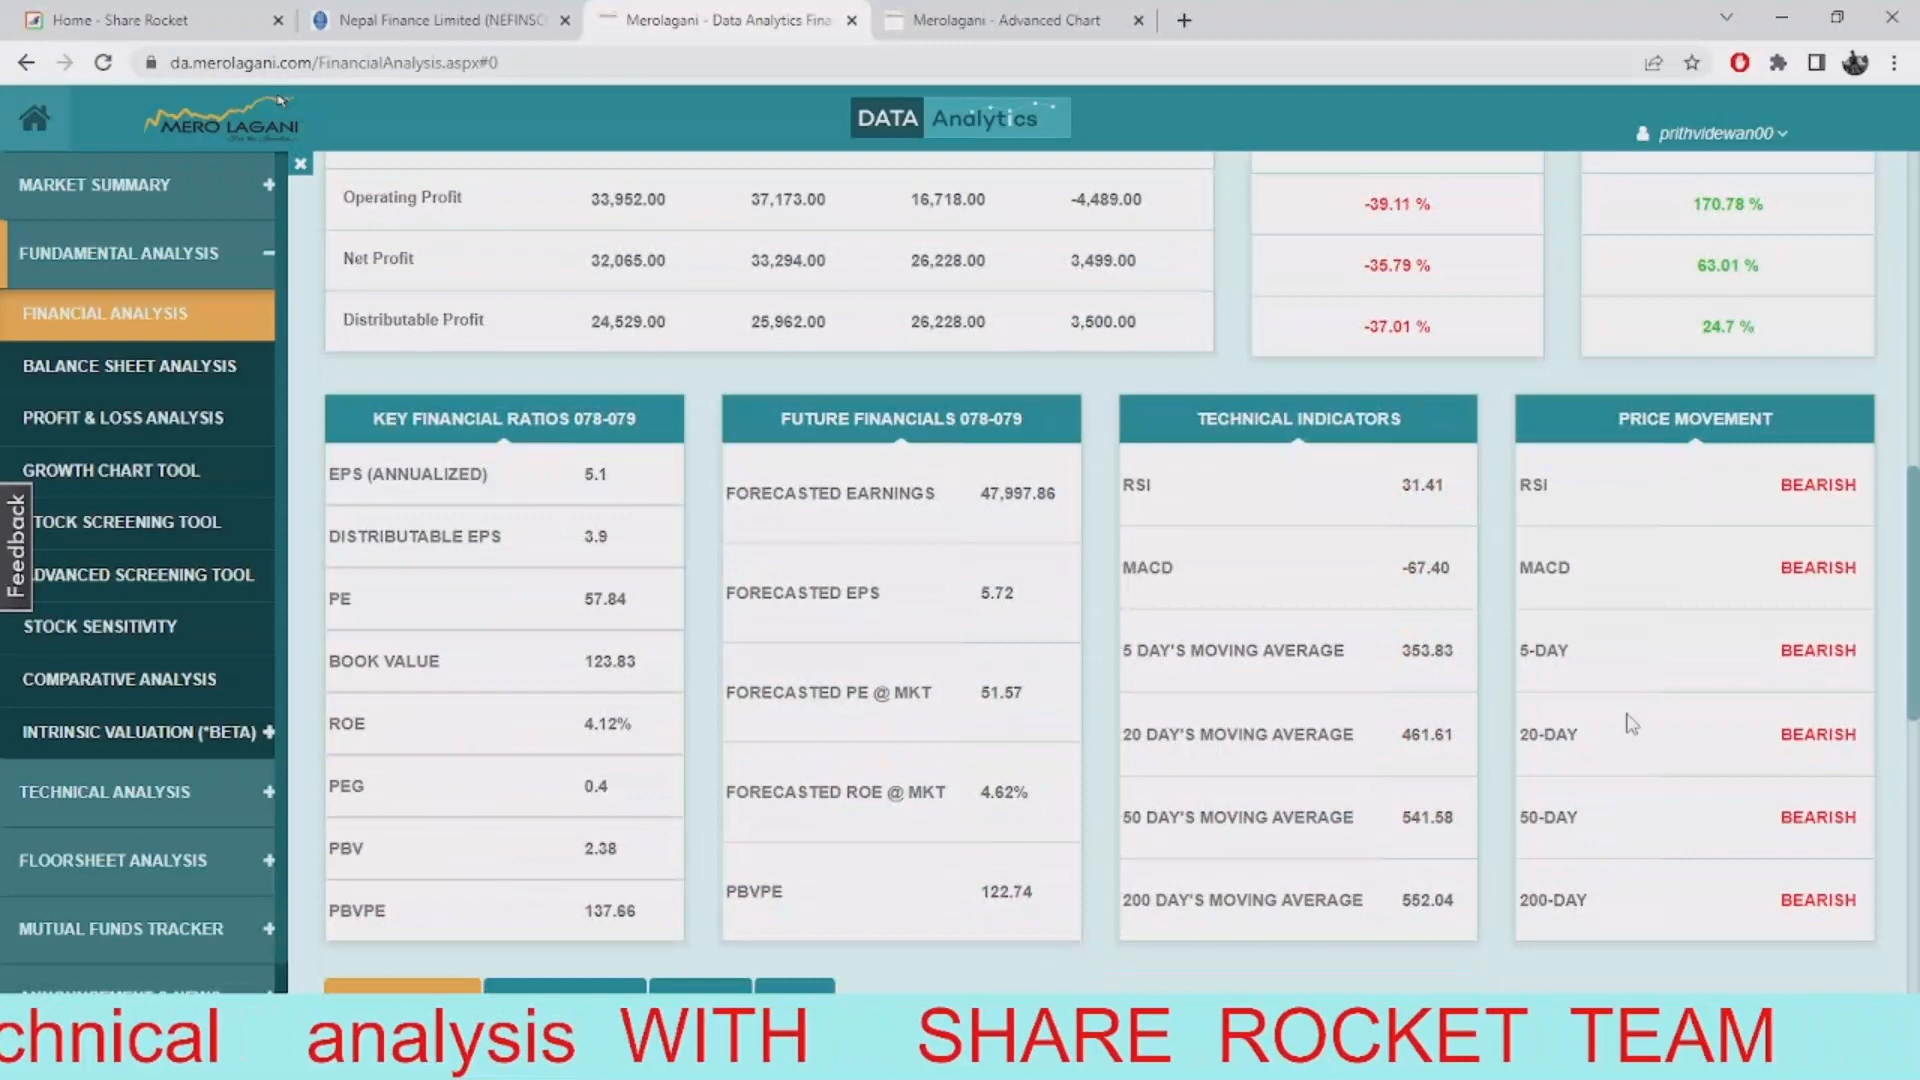 Home - Share Rocket
Nepal Finance Limited (NEFINSC
Merolagani - Data Analytics Fina
Merolagani - Advanced Chart
da.merolagani.com/FinancialAnalysis.aspx#0
MERO LAGANI
DATA Analytics
prithvidewan00
MARKET SUMMARY
FUNDAMENTAL ANALYSIS
FINANCIAL ANALYSIS
BALANCE SHEET ANALYSIS
PROFIT & LOSS ANALYSIS
GROWTH CHART TOOL
TOCK SCREENING TOOL
DVANCED SCREENING TOOL
STOCK SENSITIVITY
COMPARATIVE ANALYSIS
INTRINSIC VALUATION (*BETA)
TECHNICAL ANALYSIS
FLOORSHEET ANALYSIS
MUTUAL FUNDS TRACKER
Feedback
Operating Profit 33,952.00 37,173.00 16,718.00 -4,489.00 -39.11 % 170.78 %
Net Profit 32,065.00 33,294.00 26,228.00 3,499.00 -35.79 % 63.01 %
Distributable Profit 24,529.00 25,962.00 26,228.00 3,500.00 -37.01 % 24.7 %
KEY FINANCIAL RATIOS 078-079
EPS (ANNUALIZED) 5.1
DISTRIBUTABLE EPS 3.9
PE 57.84
BOOK VALUE 123.83
ROE 4.12%
PEG 0.4
PBV 2.38
PBVPE 137.66
FUTURE FINANCIALS 078-079
FORECASTED EARNINGS 47,997.86
FORECASTED EPS 5.72
FORECASTED PE @ MKT 51.57
FORECASTED ROE @ MKT 4.62%
PBVPE 122.74
TECHNICAL INDICATORS
RSI 31.41
MACD -67.40
5 DAY'S MOVING AVERAGE 353.83
20 DAY'S MOVING AVERAGE 461.61
50 DAY'S MOVING AVERAGE 541.58
200 DAY'S MOVING AVERAGE 552.04
PRICE MOVEMENT
RSI BEARISH
MACD BEARISH
5-DAY BEARISH
20-DAY BEARISH
50-DAY BEARISH
200-DAY BEARISH
chnical analysis WITH SHARE ROCKET TEAM